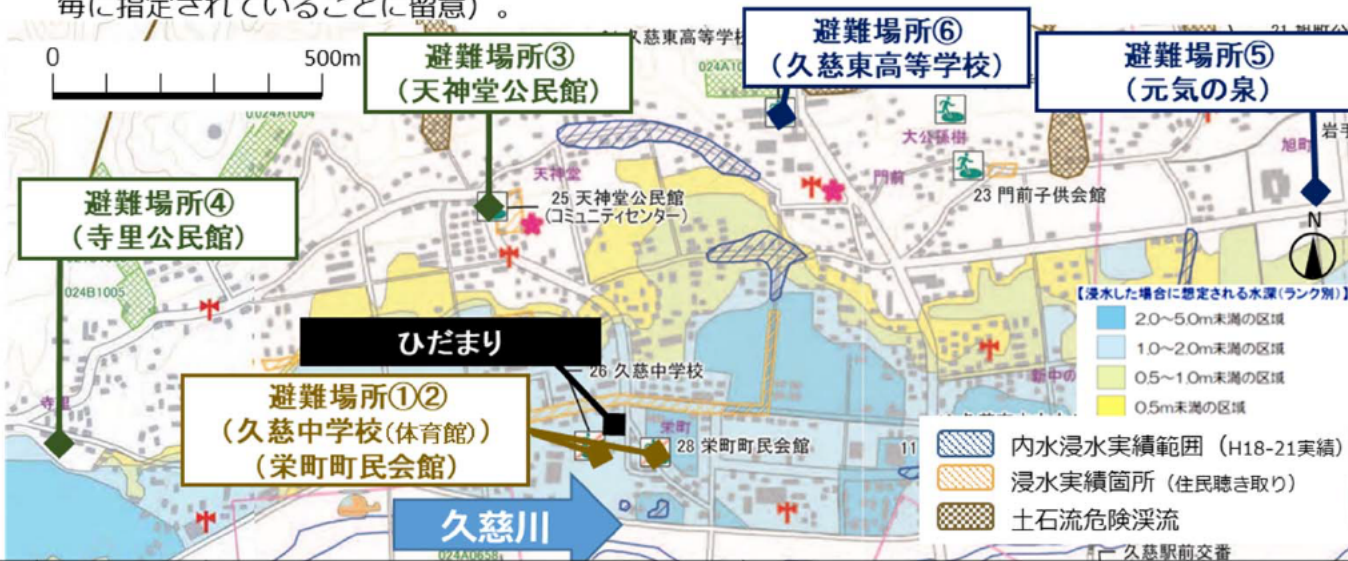 毎に指定されていることに留意）。
0
500m
避難場所③
（天神堂公民館）
久慈東高等学校
避難場所⑥
（久慈東高等学校）
避難場所⑤
（元気の泉）
岩手
旭町
大公孫樹
門前
23 門前子供会館
天神堂
25 天神堂公民館
（コミュニティセンター）
避難場所④
（寺里公民館）
024B1005
N
【浸水した場合に想定される水深（ランク別）】
2.0～5.0m未満の区域
1.0～2.0m未満の区域
0.5～1.0m未満の区域
0.5m未満の区域
ひだまり
26 久慈中学校
寺里
避難場所①②
（久慈中学校（体育館））
（栄町町民会館）
栄町
28 栄町町民会館
11
内水浸水実績範囲（H18-21実績）
浸水実績箇所（住民聴き取り）
土石流危険渓流
久慈川
024A0658
久慈駅前交番